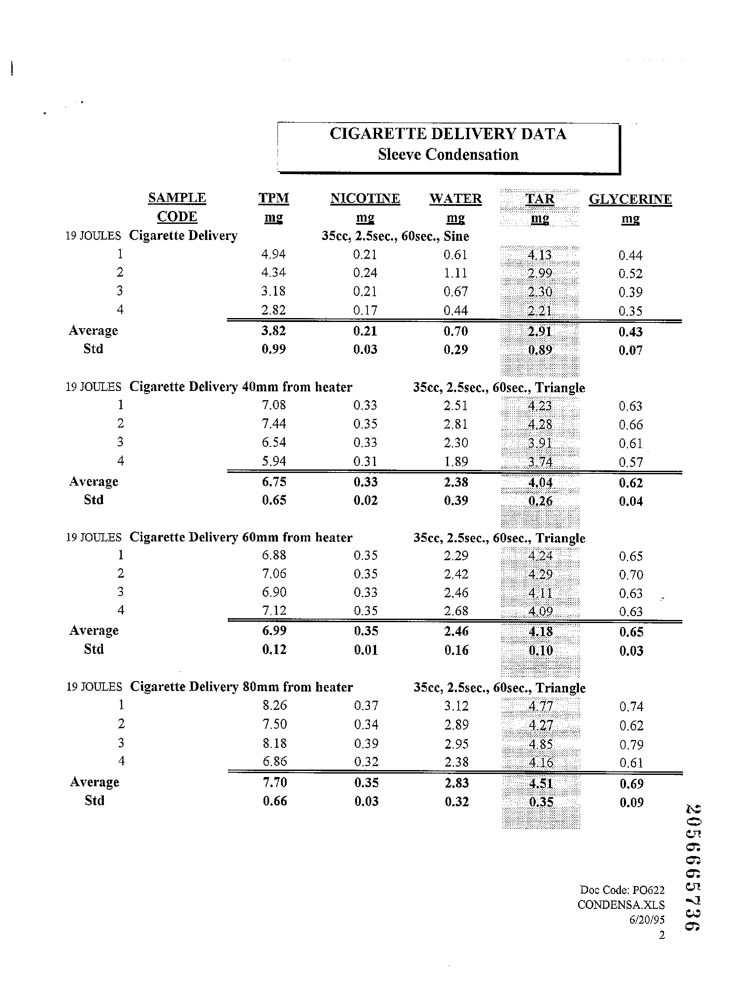 CIGARETTE DELIVERY DATA
Sleeve Condensation
SAMPLE TPM NICOTINE WATER TAR GLYCERINE
CODE mg mg mg mg mg
19 JOULES Cigarette Delivery 35cc, 2.5sec., 60sec., Sine
1 4.94 0.21 0.61 4.13 0.44
2 4.34 0.24 1.11 2.99 0.52
3 3.18 0.21 0.67 2.30 0.39
4 2.82 0.17 0.44 2.21 0.35
Average 3.82 0.21 0.70 2.91 0.43
Std 0.99 0.03 0.29 0.89 0.07
19 JOULES Cigarette Delivery 40mm from heater 35cc, 2.5sec., 60sec., Triangle
1 7.08 0.33 2.51 4.23 0.63
2 7.44 0.35 2.81 4.28 0.66
3 6.54 0.33 2.30 3.91 0.61
4 5.94 0.31 1.89 3.74 0.57
Average 6.75 0.33 2.38 4.04 0.62
Std 0.65 0.02 0.39 0.26 0.04
19 JOULES Cigarette Delivery 60mm from heater 35cc, 2.5sec., 60sec., Triangle
1 6.88 0.35 2.29 4.24 0.65
2 7.06 0.35 2.42 4.29 0.70
3 6.90 0.33 2.46 4.11 0.63
4 7.12 0.35 2.68 4.09 0.63
Average 6.99 0.35 2.46 4.18 0.65
Std 0.12 0.01 0.16 0.10 0.03
19 JOULES Cigarette Delivery 80mm from heater 35cc, 2.5sec., 60sec., Triangle
1 8.26 0.37 3.12 4.77 0.74
2 7.50 0.34 2.89 4.27 0.62
3 8.18 0.39 2.95 4.85 0.79
4 6.86 0.32 2.38 4.16 0.61
Average 7.70 0.35 2.83 4.51 0.69
Std 0.66 0.03 0.32 0.35 0.09
2056665736
Doc Code: PO622
CONDENSA.XLS
6/20/95
2